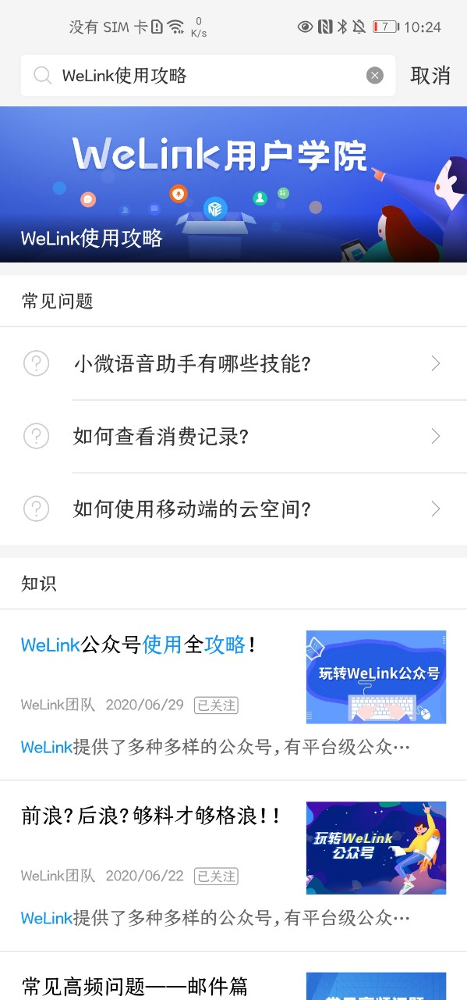 没有 SIM 卡 0 K/s 7 10:24
WeLink使用攻略 取消
WeLink用户学院
WeLink使用攻略
常见问题
小微语音助手有哪些技能?
如何查看消费记录?
如何使用移动端的云空间?
知识
WeLink公众号使用全攻略!
玩转WeLink公众号
WeLink团队 2020/06/29 已关注
WeLink提供了多种多样的公众号,有平台级公众…
前浪?后浪?够料才够格浪!!
玩转WeLink
公众号
WeLink团队 2020/06/22 已关注
WeLink提供了多种多样的公众号,有平台级公众…
常见高频问题——邮件篇
常见高频问题